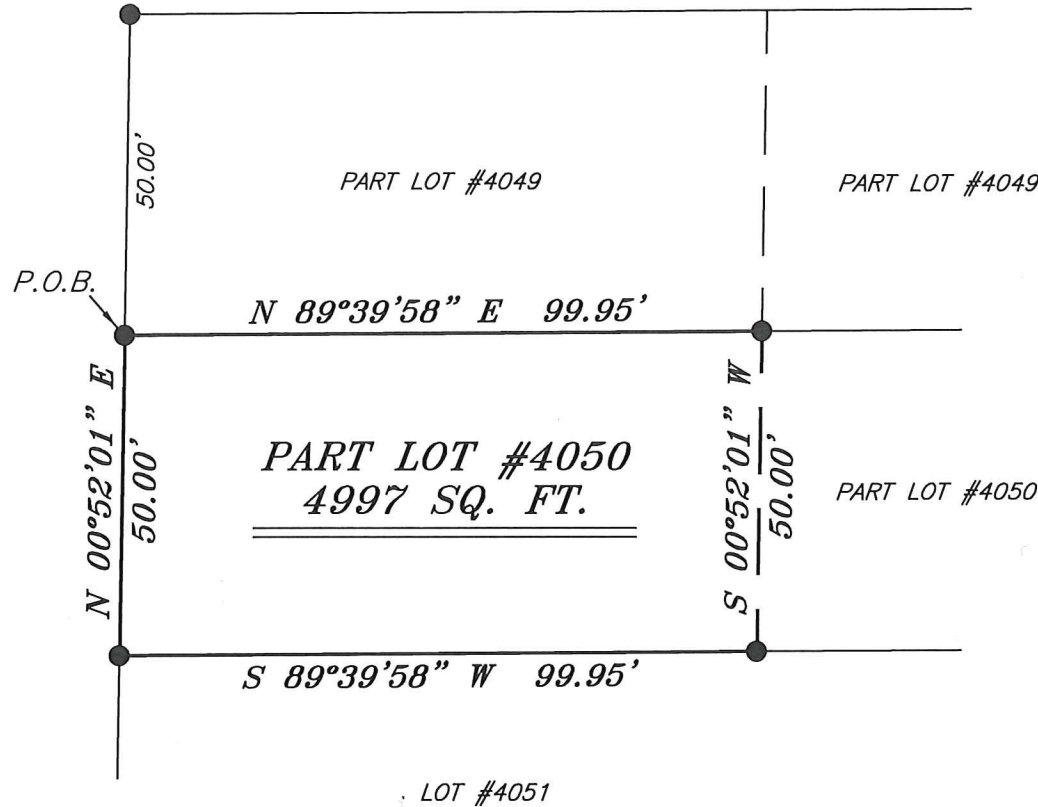 50.00'
PART LOT #4049
PART LOT #4049
P.O.B.
N 89°39'58" E 99.95'
N 00°52'01" E
50.00'
PART LOT #4050
4997 SQ. FT.
S 00°52'01" W
50.00'
PART LOT #4050
S 89°39'58" W 99.95'
LOT #4051